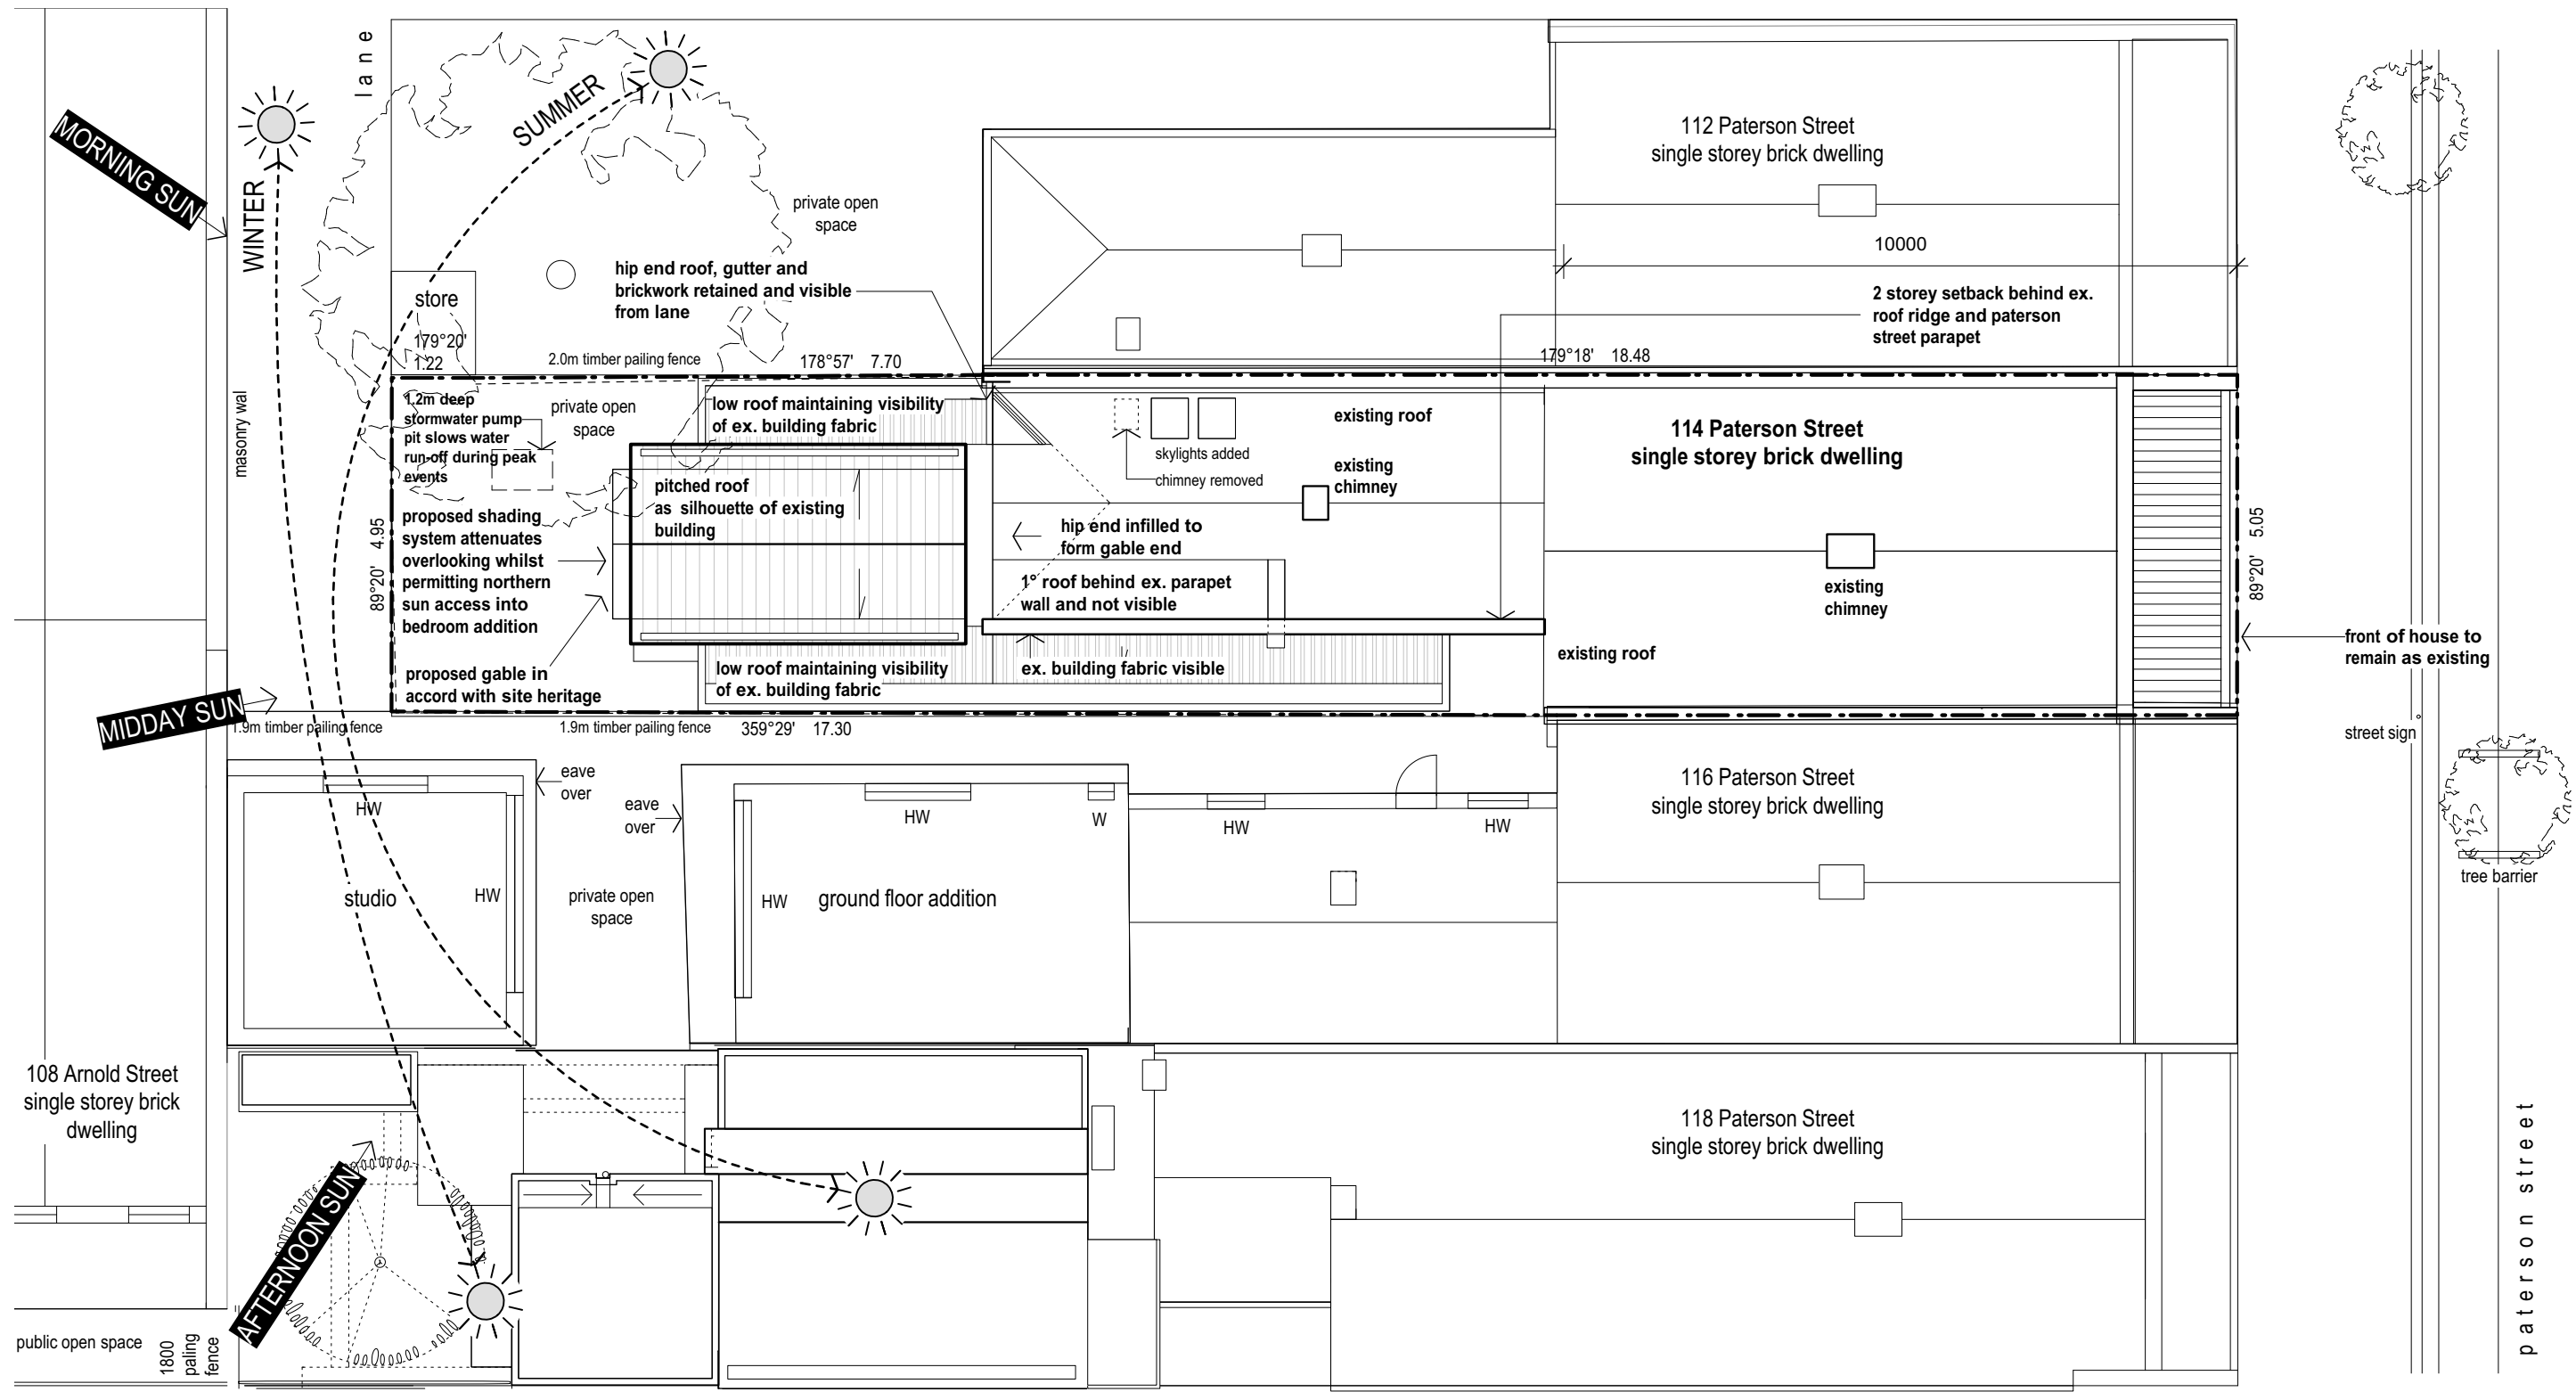 lane
SUMMER
MORNING SUN
WINTER
112 Paterson Street
single storey brick dwelling
private open
space
10000
hip end roof, gutter and
brickwork retained and visible
from lane
2 storey setback behind ex.
roof ridge and paterson
street parapet
store
179°20'
1.22
2.0m timber pailing fence
178°57' 7.70
179°18' 18.48
masonry wal
1.2m deep
stormwater pump
pit slows water
run-off during peak
events
private open
space
low roof maintaining visibility
of ex. building fabric
existing roof
114 Paterson Street
single storey brick dwelling
skylights added
chimney removed
existing
chimney
pitched roof
as silhouette of existing
building
proposed shading
system attenuates
overlooking whilst
permitting northern
sun access into
bedroom addition
89°20' 4.95
hip end infilled to
form gable end
1° roof behind ex. parapet
wall and not visible
existing
chimney
89°20' 5.05
front of house to
remain as existing
proposed gable in
accord with site heritage
low roof maintaining visibility
of ex. building fabric
ex. building fabric visible
existing roof
MIDDAY SUN
1.9m timber pailing fence
1.9m timber pailing fence
359°29' 17.30
street sign
eave
over
eave
over
HW
HW
W
HW
HW
116 Paterson Street
single storey brick dwelling
studio
HW
private open
space
HW
ground floor addition
tree barrier
108 Arnold Street
single storey brick
dwelling
118 Paterson Street
single storey brick dwelling
paterson street
AFTERNOON SUN
public open space
1800
paling
fence